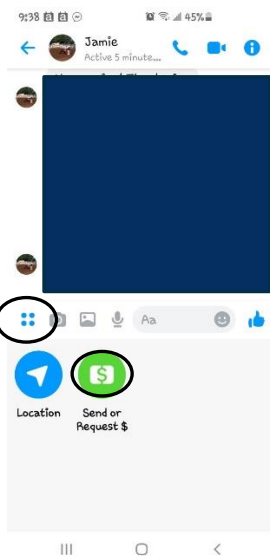 9:38 45%
Jamie
Active 5 minute...
Aa
Location
Send or
Request $